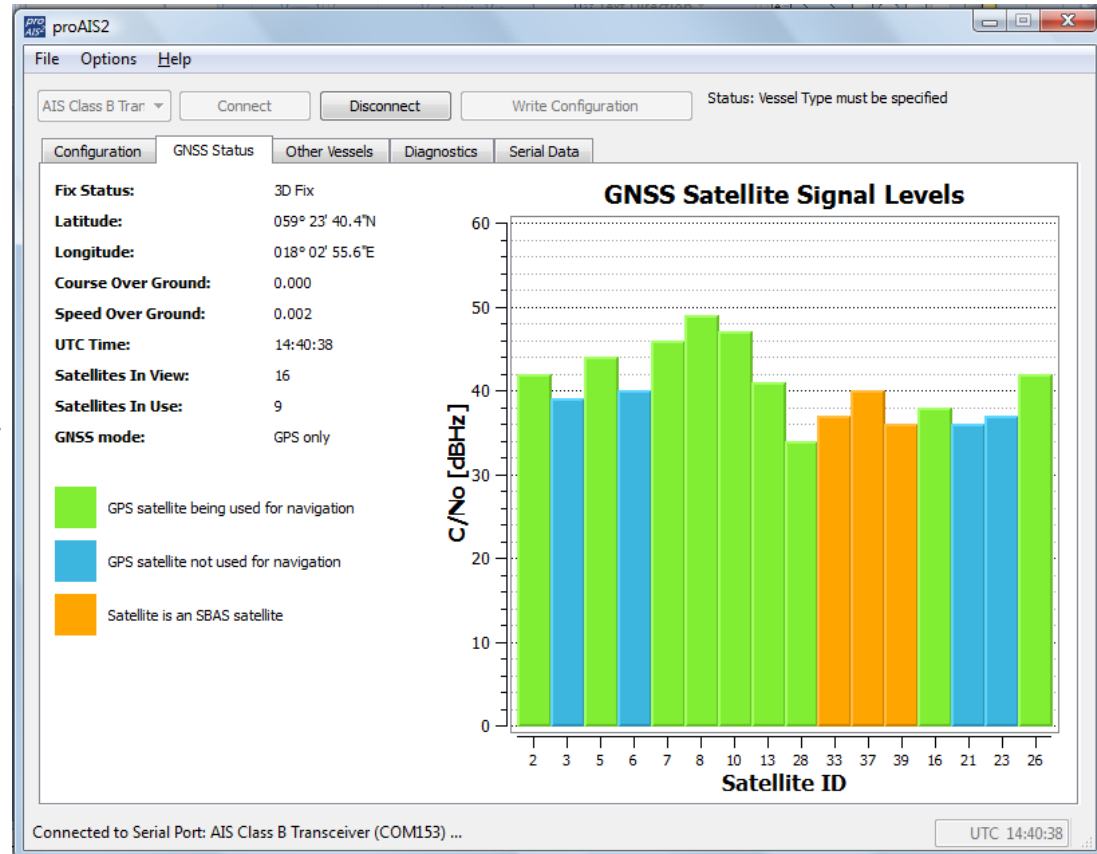 pro AIS2 proAIS2
File Options Help
AIS Class B Tran Connect Disconnect Write Configuration Status: Vessel Type must be specified
Configuration GNSS Status Other Vessels Diagnostics Serial Data
Fix Status: 3D Fix
Latitude: 059° 23' 40.4"N
Longitude: 018° 02' 55.6"E
Course Over Ground: 0.000
Speed Over Ground: 0.002
UTC Time: 14:40:38
Satellites In View: 16
Satellites In Use: 9
GNSS mode: GPS only
GPS satellite being used for navigation
GPS satellite not used for navigation
Satellite is an SBAS satellite
GNSS Satellite Signal Levels
60
50
40
30
20
10
0
C/No [dBHz]
2 3 5 6 7 8 10 13 28 33 37 39 16 21 23 26
Satellite ID
Connected to Serial Port: AIS Class B Transceiver (COM153) ...
UTC 14:40:38